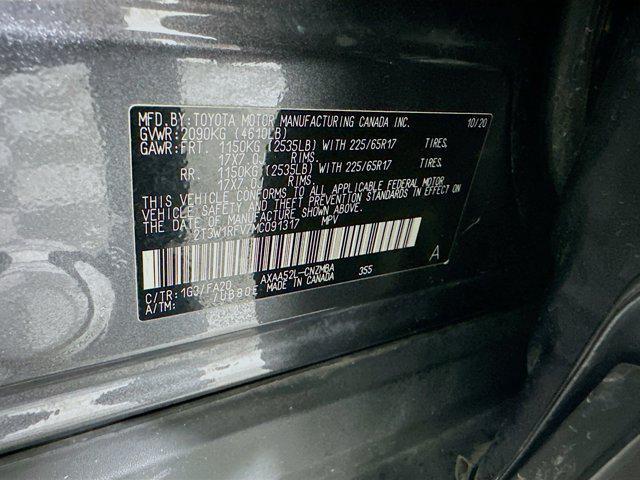 MFD.BY:TOYOTA MOTOR MANUFACTURING CANADA INC. 10/20
GVWR:2090KG (4610LB)
GAWR:FRT. 1150KG (2535LB) WITH 225/65R17 TIRES,
17X7.0J RIMS.
RR. 1150KG (2535LB) WITH 225/65R17 TIRES,
17X7.0J RIMS.
THIS VEHICLE CONFORMS TO ALL APPLICABLE FEDERAL MOTOR
VEHICLE SAFETY AND THEFT PREVENTION STANDARDS IN EFFECT ON
THE DATE OF MANUFACTURE SHOWN ABOVE.
2T3W1RFV7MC091317 MPV
A
C/TR:1G3/FA20 AXAA52L-CNZMBA 355
A/TM: /UB80E MADE IN CANADA